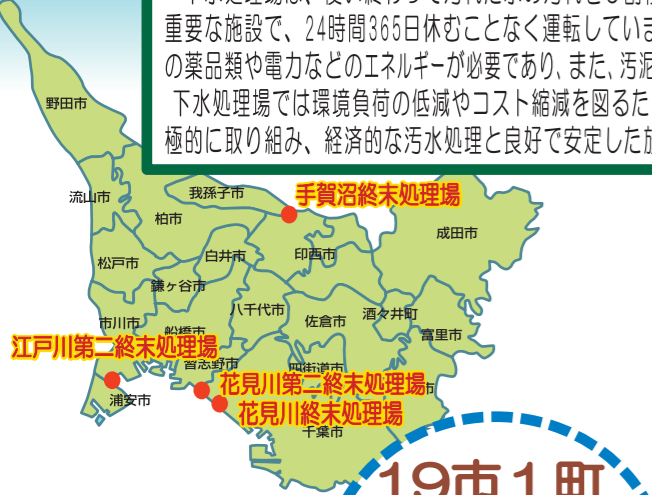 重要な施設で、24時間365日休むことなく運転していま
の薬品類や電力などのエネルギーが必要であり、また、汚泥
下水処理場では環境負荷の低減やコスト縮減を図るた
極的に取り組み、経済的な汚水処理と良好で安定した放
野田市
流山市
我孫子市
手賀沼終末処理場
柏市
成田市
松戸市
白井市
印西市
鎌ヶ谷市
市川市
船橋市
八千代市
佐倉市
酒々井町
富里市
江戸川第二終末処理場
習志野市
四街道市
花見川第二終末処理場
市
浦安市
花見川終末処理場
千葉市
19市1町